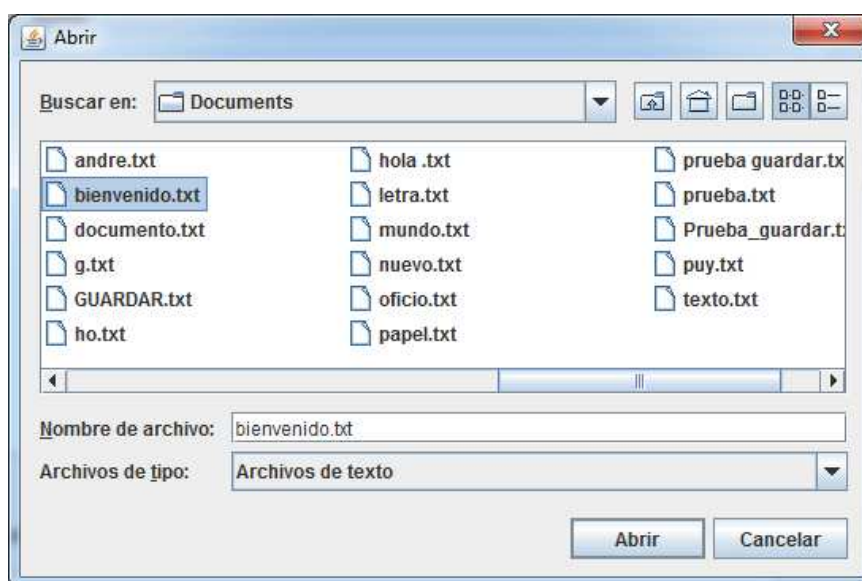 Abrir
Buscar en: Documents
andre.txt hola .txt prueba guardar.tx
bienvenido.txt letra.txt prueba.txt
documento.txt mundo.txt Prueba_guardar.t
g.txt nuevo.txt puy.txt
GUARDAR.txt oficio.txt texto.txt
ho.txt papel.txt
Nombre de archivo: bienvenido.txt
Archivos de tipo: Archivos de texto
Abrir Cancelar